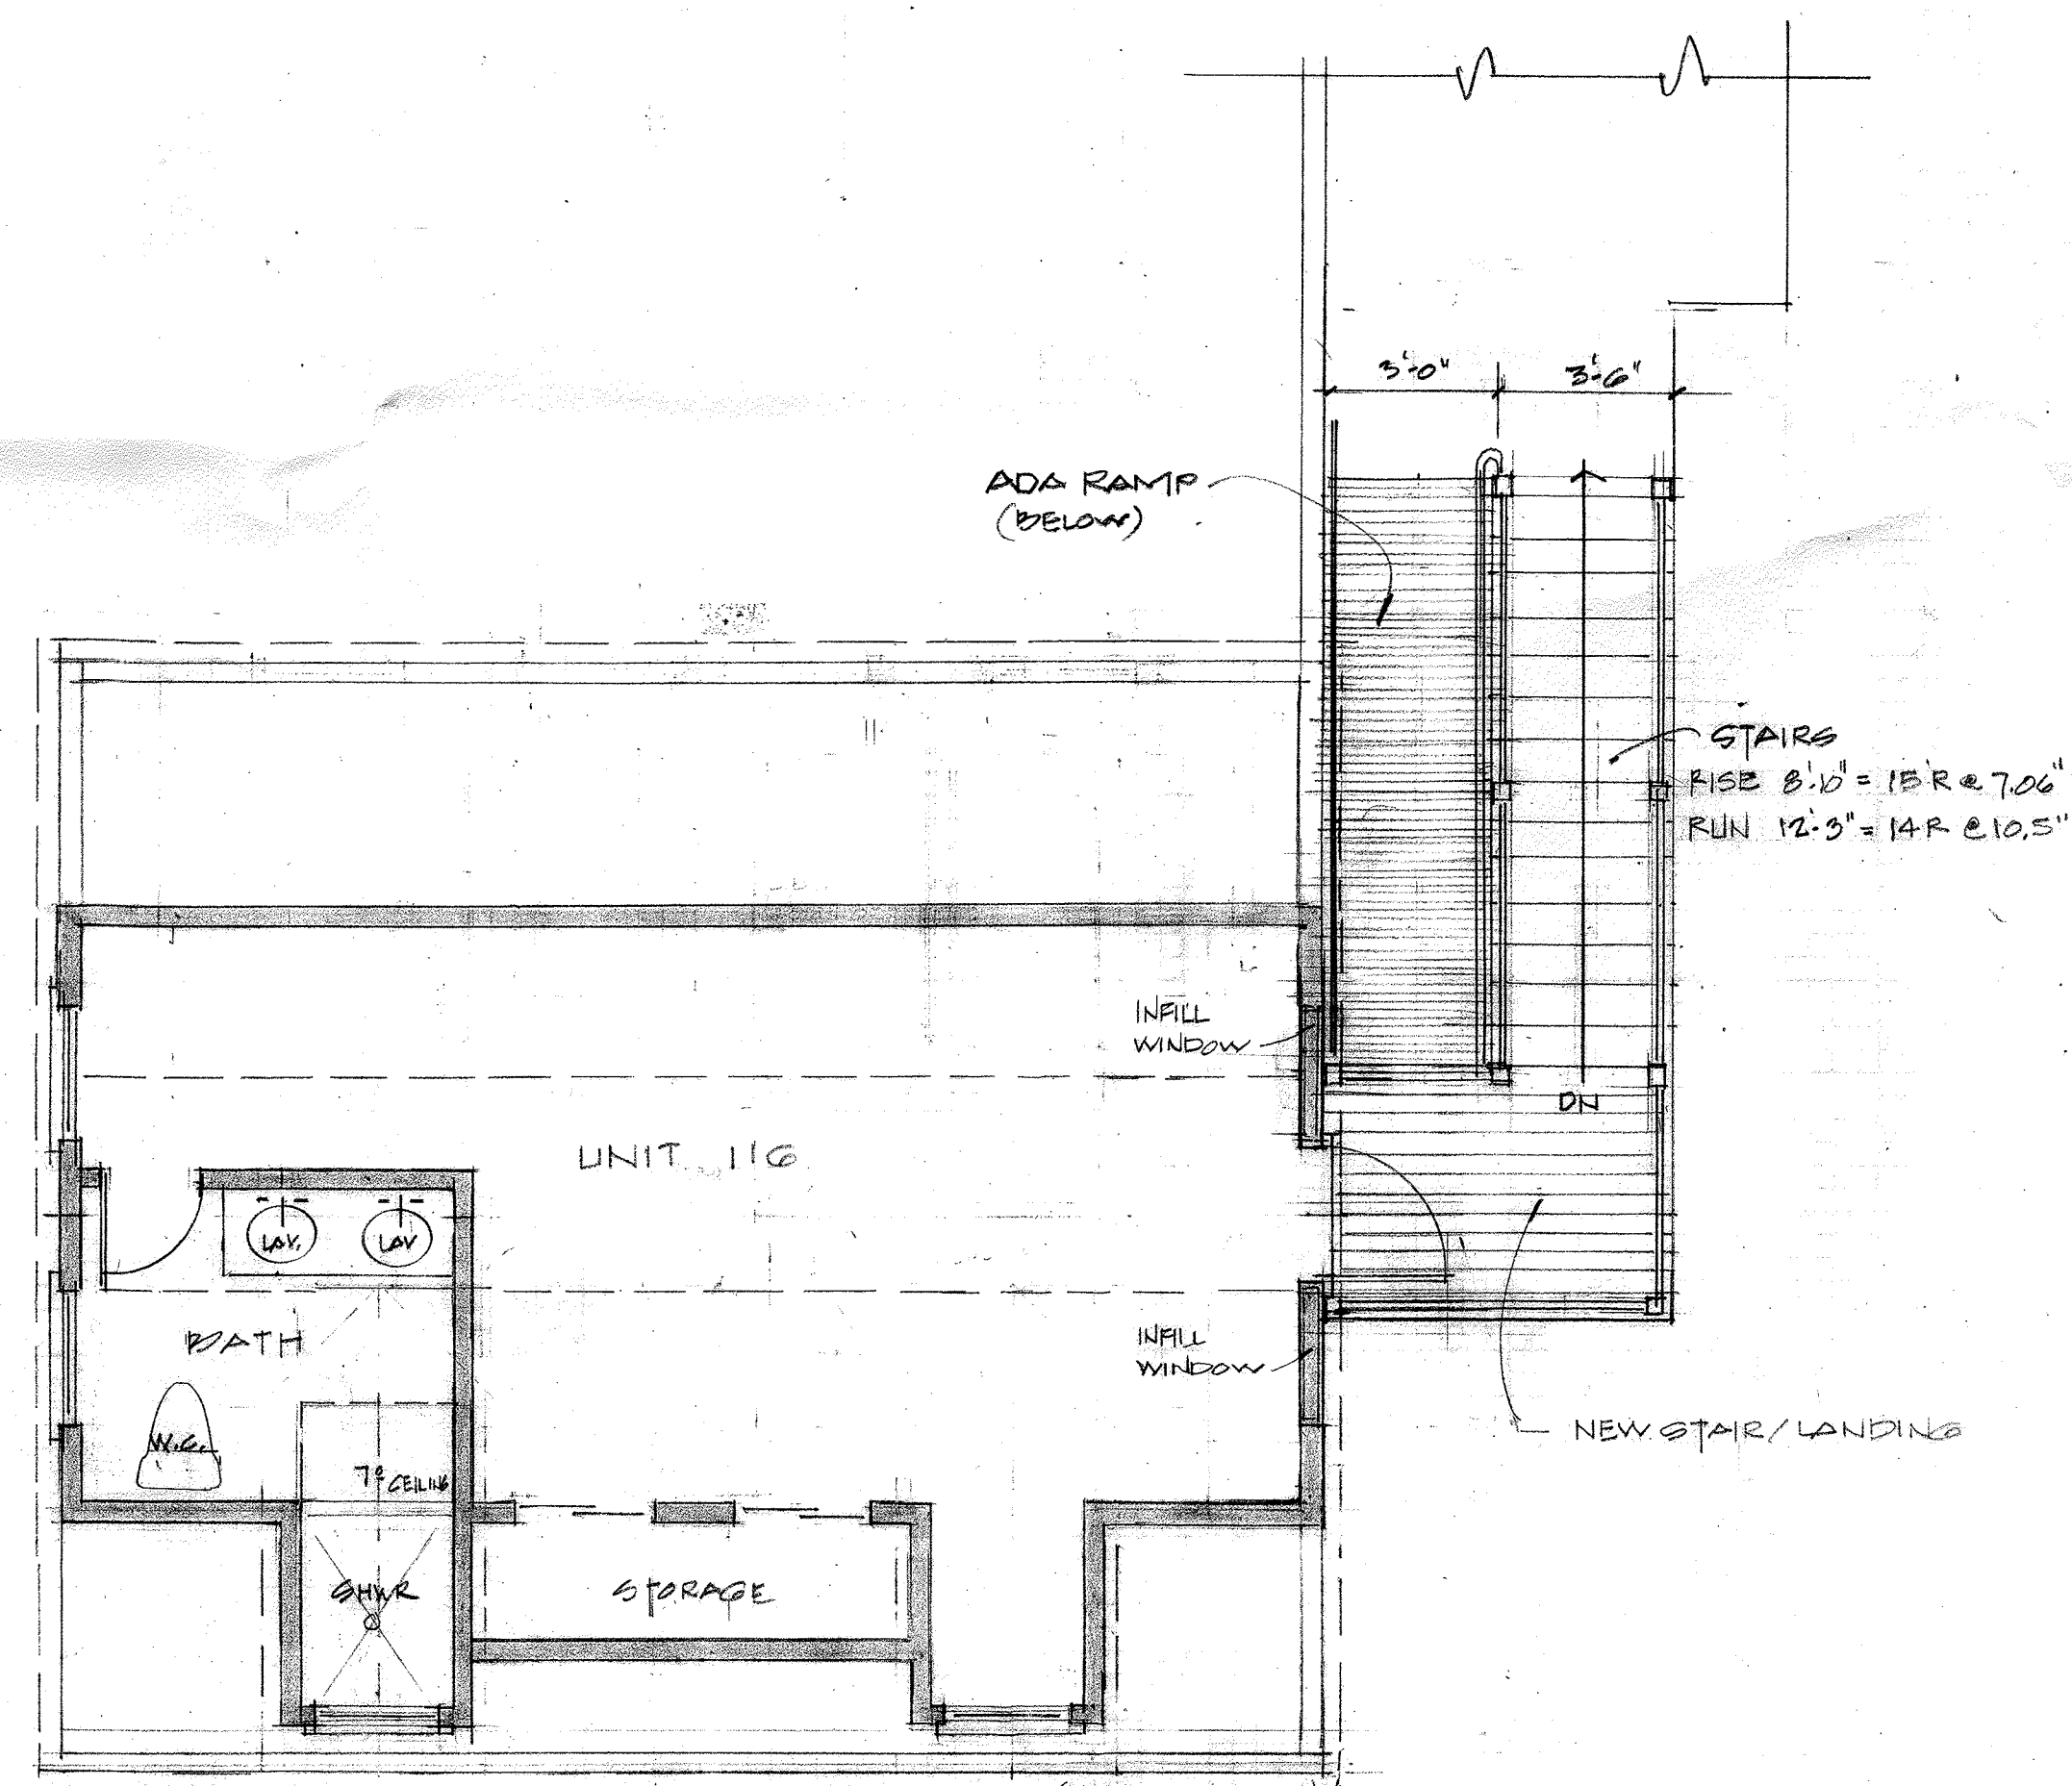 3'-0" 3'-6"
ADA RAMP
(BELOW)
STAIRS
RISE 8'-10" = 15 R @ 7.06"
RUN 12'-3" = 14 R @ 10.5"
INFILL
WINDOW
DN
UNIT 116
LAV. LAV
BATH
INFILL
WINDOW
W.C.
7º CEILING
NEW STAIR/LANDING
SHWR
STORAGE